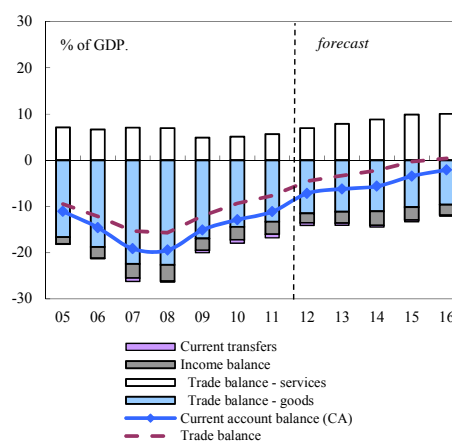 % of GDP. forecast
30
20
10
0
-10
-20
-30
05 06 07 08 09 10 11 12 13 14 15 16
Current transfers
Income balance
Trade balance - services
Trade balance - goods
Current account balance (CA)
Trade balance